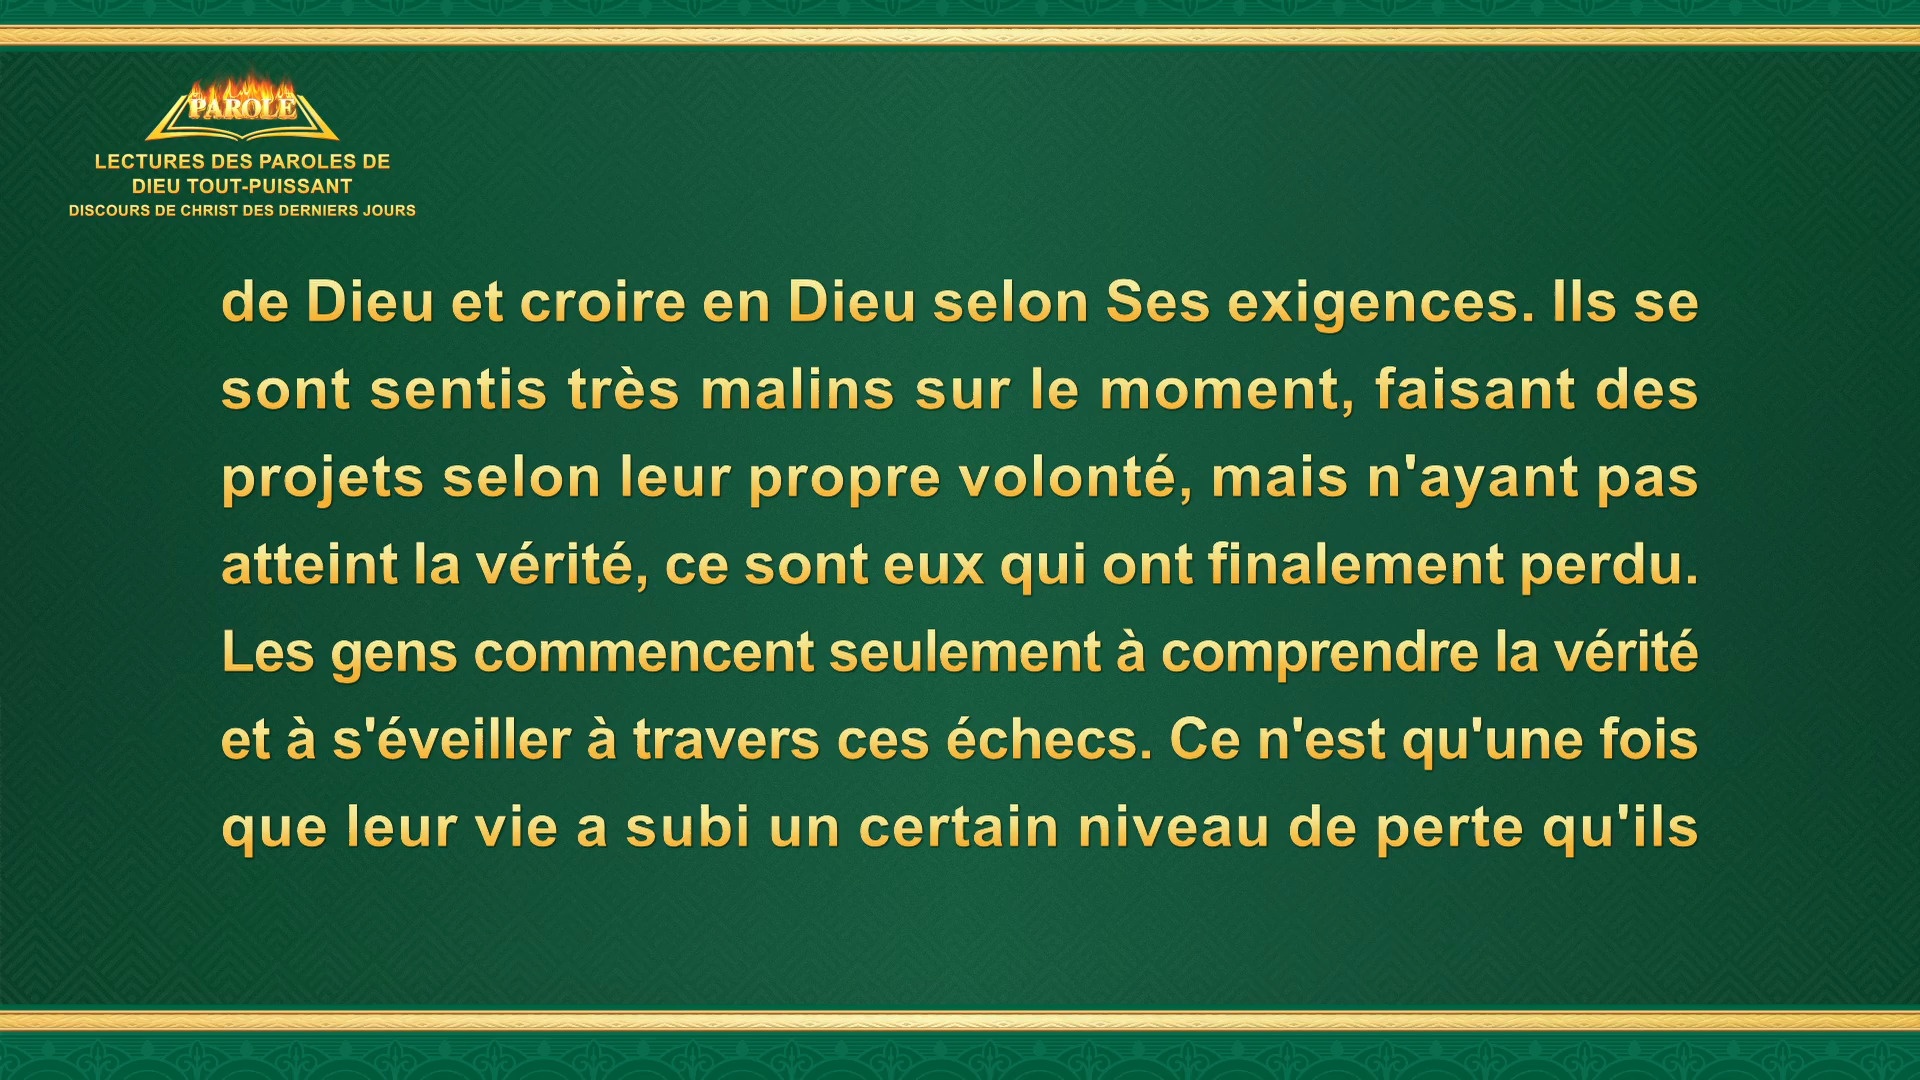 PAROLE
LECTURES DES PAROLES DE
DIEU TOUT-PUISSANT
DISCOURS DE CHRIST DES DERNIERS JOURS
de Dieu et croire en Dieu selon Ses exigences. Ils se
sont sentis très malins sur le moment, faisant des
projets selon leur propre volonté, mais n'ayant pas
atteint la vérité, ce sont eux qui ont finalement perdu.
Les gens commencent seulement à comprendre la vérité
et à s'éveiller à travers ces échecs. Ce n'est qu'une fois
que leur vie a subi un certain niveau de perte qu'ils